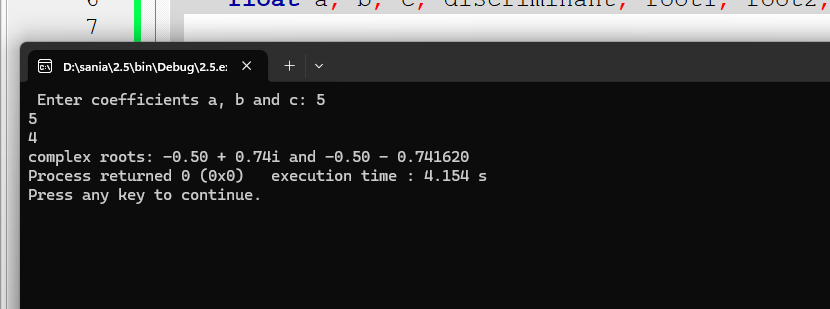 6 float a, b, c, discriminant, root1, root2,
7
D:\sania\2.5\bin\Debug\2.5.e:
Enter coefficients a, b and c: 5
5
4
complex roots: -0.50 + 0.74i and -0.50 - 0.741620
Process returned 0 (0x0)   execution time : 4.154 s
Press any key to continue.